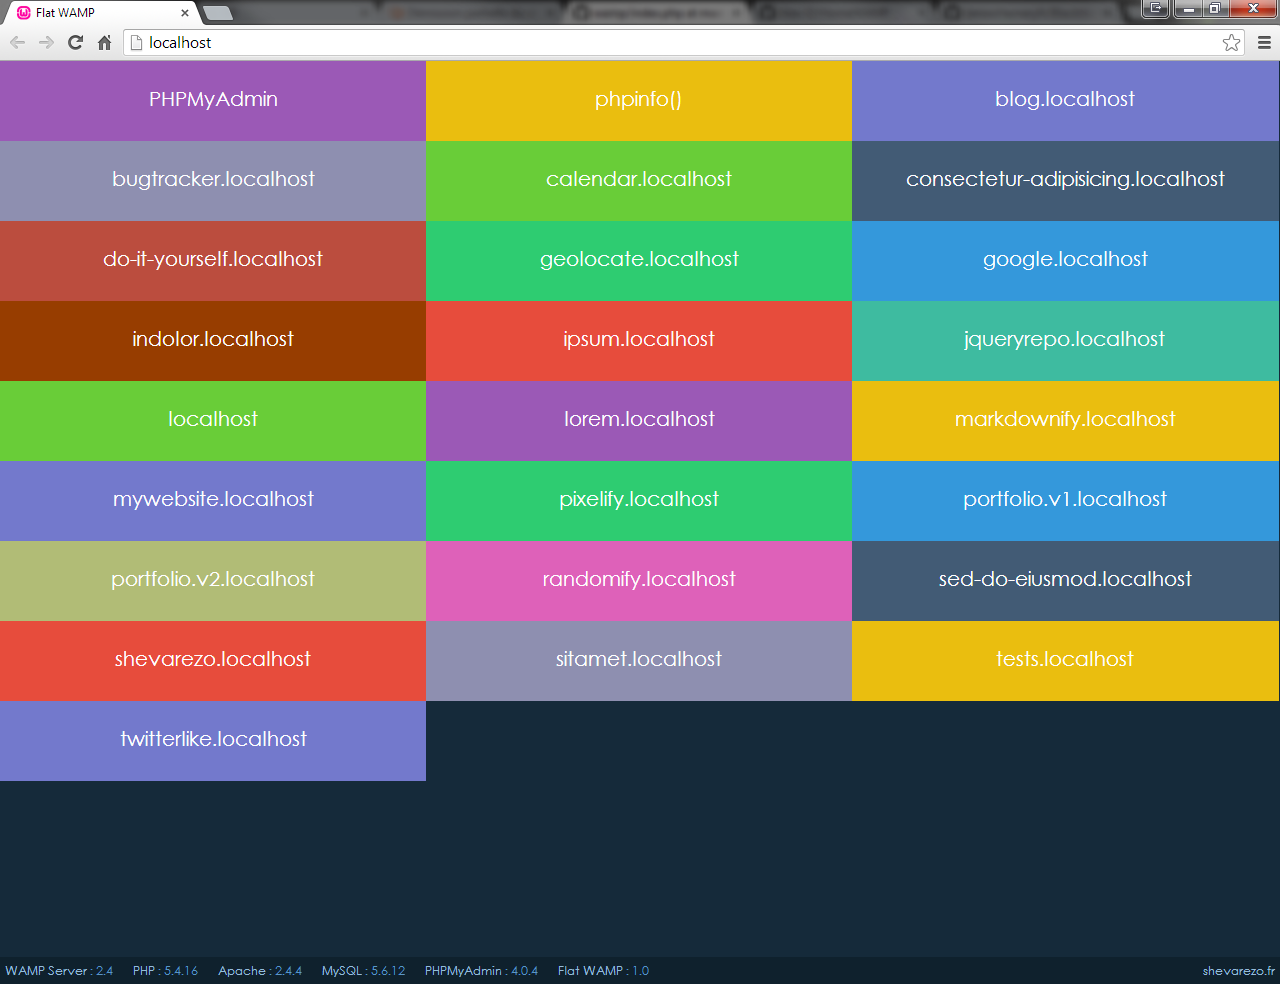 Flat WAMP
localhost
PHPMyAdmin
phpinfo()
blog.localhost
bugtracker.localhost
calendar.localhost
consectetur-adipisicing.localhost
do-it-yourself.localhost
geolocate.localhost
google.localhost
indolor.localhost
ipsum.localhost
jqueryrepo.localhost
localhost
lorem.localhost
markdownify.localhost
mywebsite.localhost
pixelify.localhost
portfolio.v1.localhost
portfolio.v2.localhost
randomify.localhost
sed-do-eiusmod.localhost
shevarezo.localhost
sitamet.localhost
tests.localhost
twitterlike.localhost
WAMP Server : 2.4 PHP : 5.4.16 Apache : 2.4.4 MySQL : 5.6.12 PHPMyAdmin : 4.0.4 Flat WAMP : 1.0 shevarezo.fr